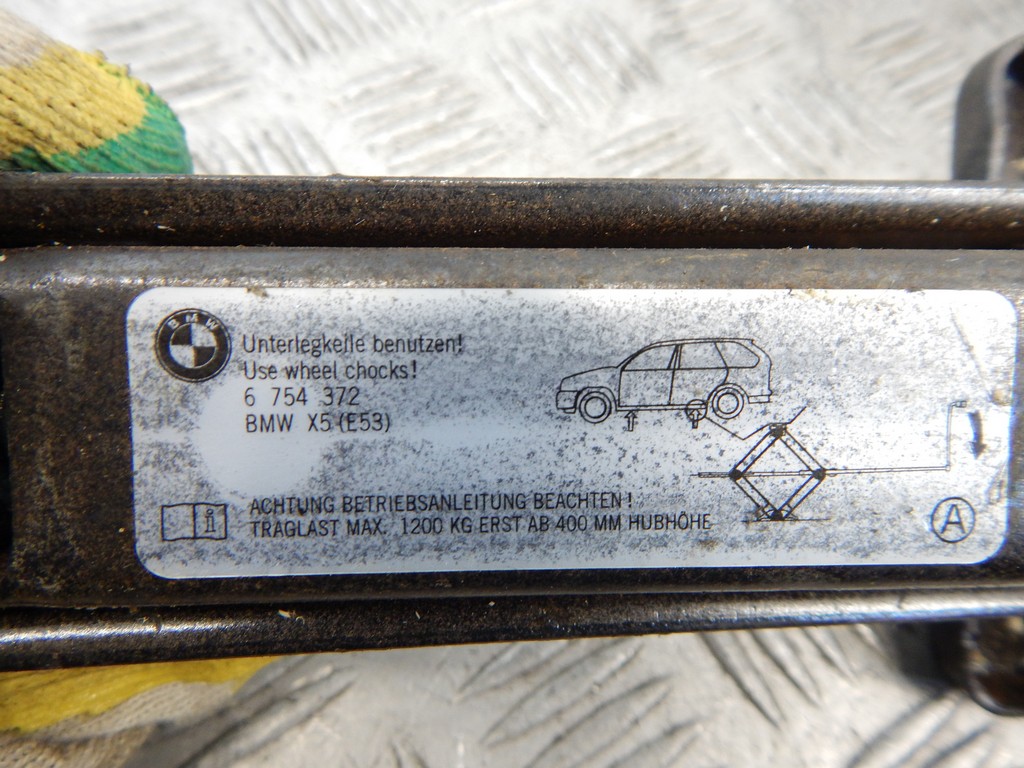 BMW
Unterlegkeile benutzen!
Use wheel chocks!
6 754 372
BMW X5 (E53)
i
ACHTUNG BETRIEBSANLEITUNG BEACHTEN!
TRAGLAST MAX. 1200 KG ERST AB 400 MM HUBHÖHE
A